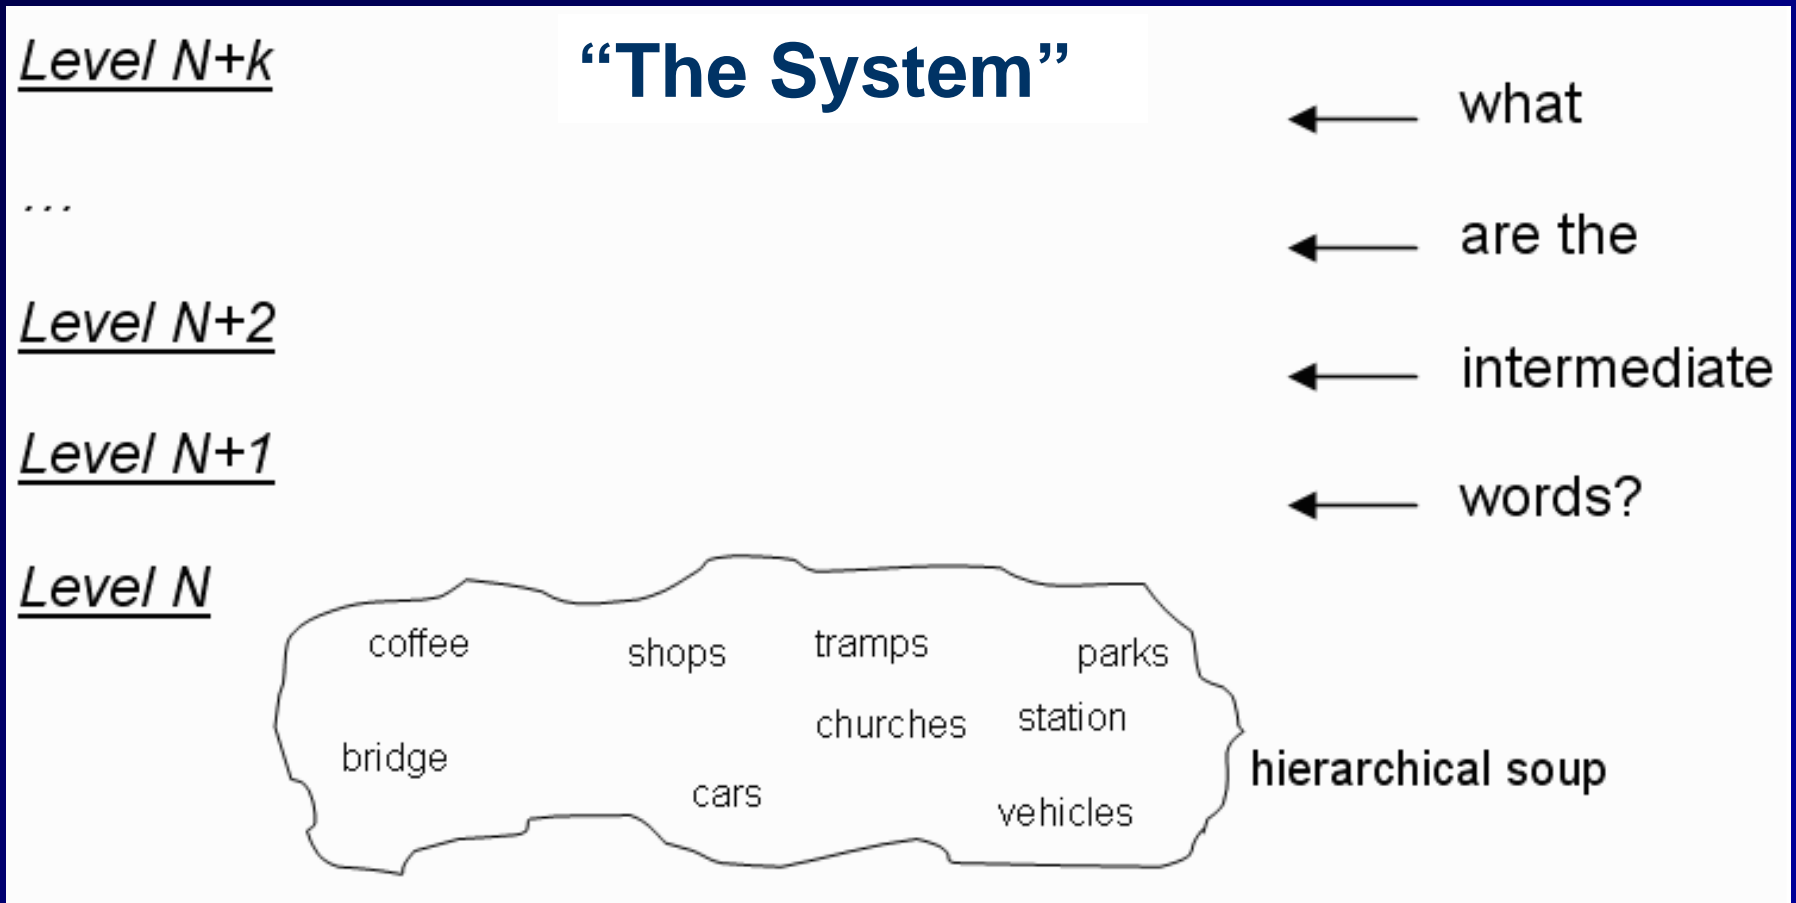 Level N+k
“The System”
what
...
are the
Level N+2
intermediate
Level N+1
words?
Level N
coffee
shops
tramps
parks
churches
station
bridge
hierarchical soup
cars
vehicles